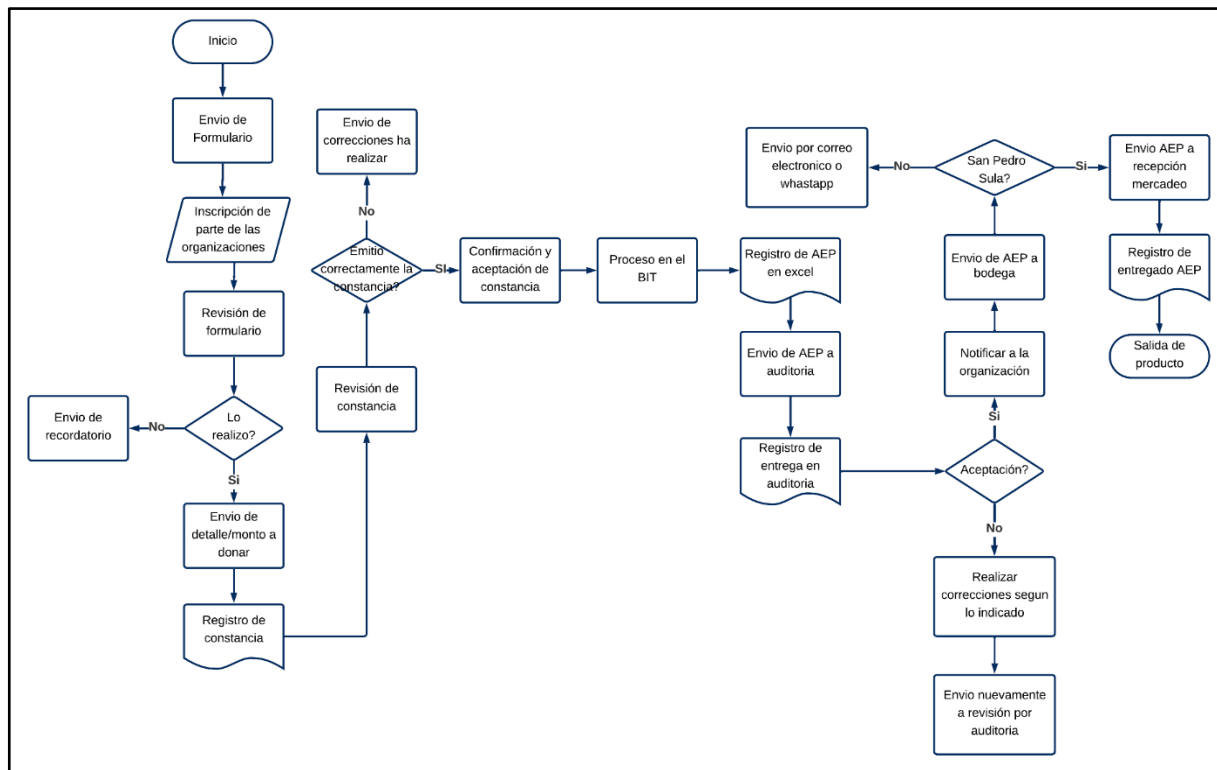 Inicio
Envio de
Formulario
Inscripción de
parte de las
organizaciones
Revisión de
formulario
Lo
realizo?
No
Envio de
recordatorio
Si
Envio de
detalle/monto a
donar
Registro de
constancia
Revisión de
constancia
Emitio
correctamente la
constancia?
No
Envio de
correcciones ha
realizar
SI
Confirmación y
aceptación de
constancia
Proceso en el
BIT
Registro de AEP
en excel
Envio de AEP a
auditoria
Registro de
entrega en
auditoria
Aceptación?
No
Realizar
correcciones segun
lo indicado
Envio nuevamente
a revisión por
auditoria
Si
Notificar a la
organización
Envio de AEP a
bodega
San Pedro
Sula?
No
Envio por correo
electronico o
whastapp
Si
Envio AEP a
recepción
mercadeo
Registro de
entregado AEP
Salida de
producto